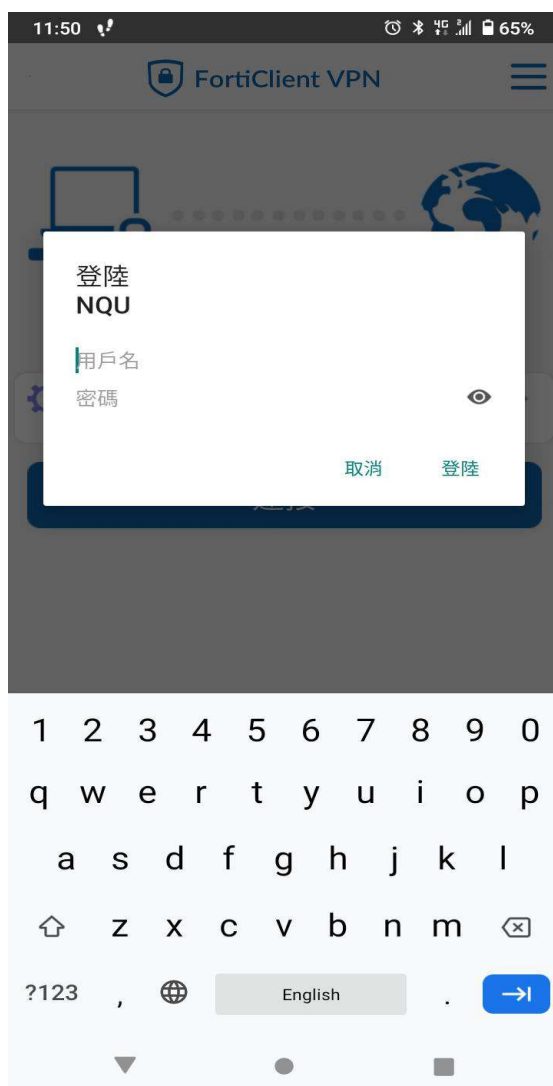 11:50 65%
FortiClient VPN
登陸
NQU
用戶名
密碼
取消 登陸
1 2 3 4 5 6 7 8 9 0
q w e r t y u i o p
a s d f g h j k l
z x c v b n m
?123 , English .